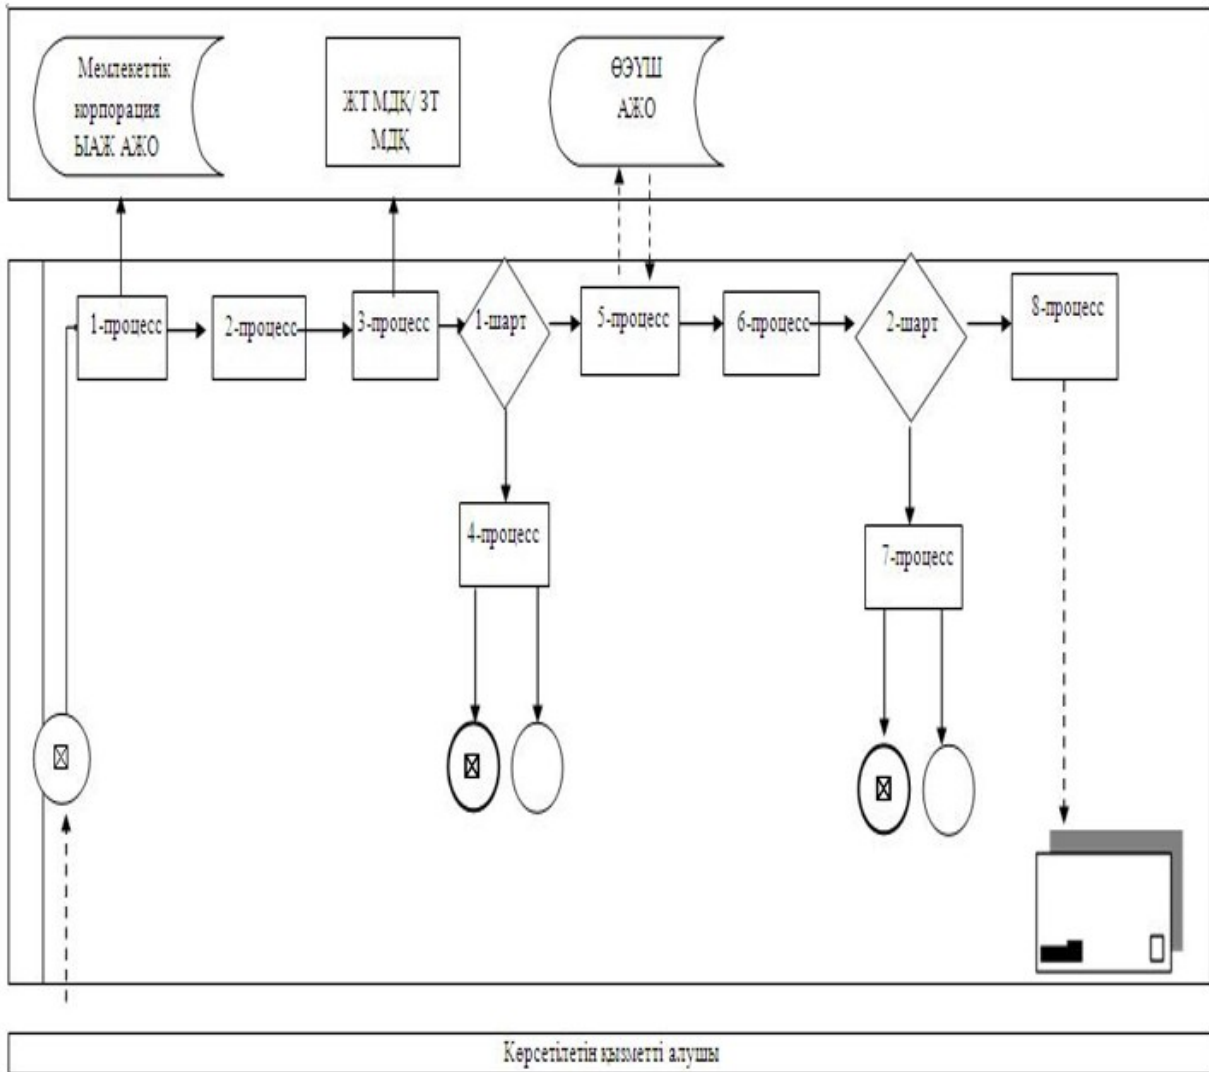 Мемлекеттік
корпорация
ЫАЖ АЖО
ЖТ МДҚ/ ЗТ
МДҚ
ӨЭҮШ
АЖО
1-процесс
2-процесс
3-процесс
1-шарт
5-процесс
6-процесс
2-шарт
8-процесс
4-процесс
7-процесс
Көрсетілетін қызметті алушы